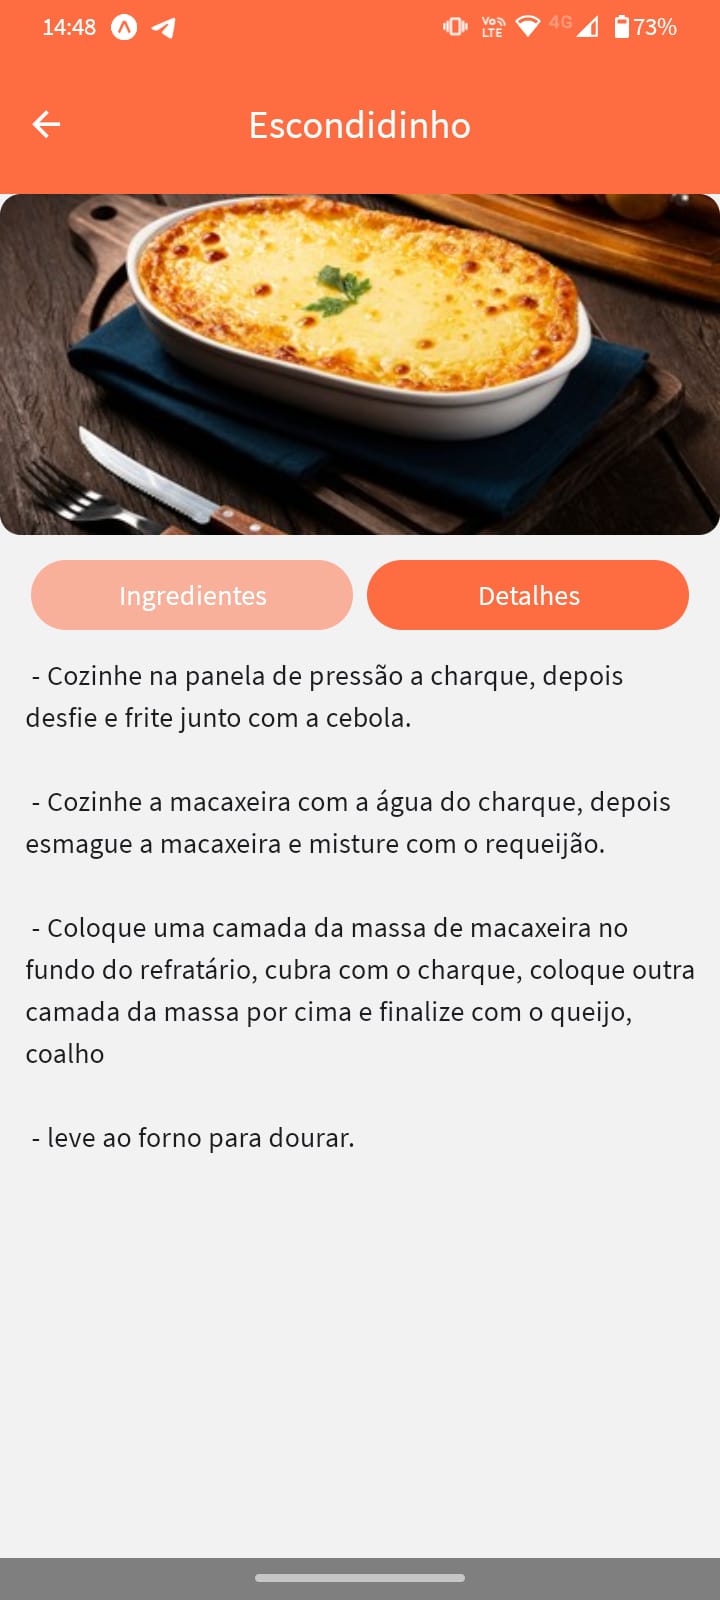 14:48 Vo LTE 4G 73%
Escondidinho
Ingredientes Detalhes
- Cozinhe na panela de pressão a charque, depois
desfie e frite junto com a cebola.
- Cozinhe a macaxeira com a água do charque, depois
esmague a macaxeira e misture com o requeijão.
- Coloque uma camada da massa de macaxeira no
fundo do refratário, cubra com o charque, coloque outra
camada da massa por cima e finalize com o queijo,
coalho
- leve ao forno para dourar.